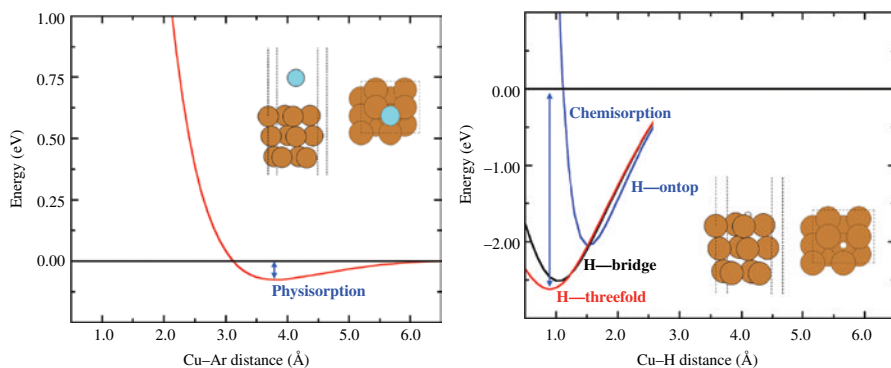 1.00
0.75
0.50
0.25
0.00
Energy (eV)
Physisorption
1.0 2.0 3.0 4.0 5.0 6.0
Cu–Ar distance (Å)
0.00
−1.00
−2.00
Energy (eV)
Chemisorption
H—ontop
H—bridge
H—threefold
1.0 2.0 3.0 4.0 5.0 6.0
Cu–H distance (Å)